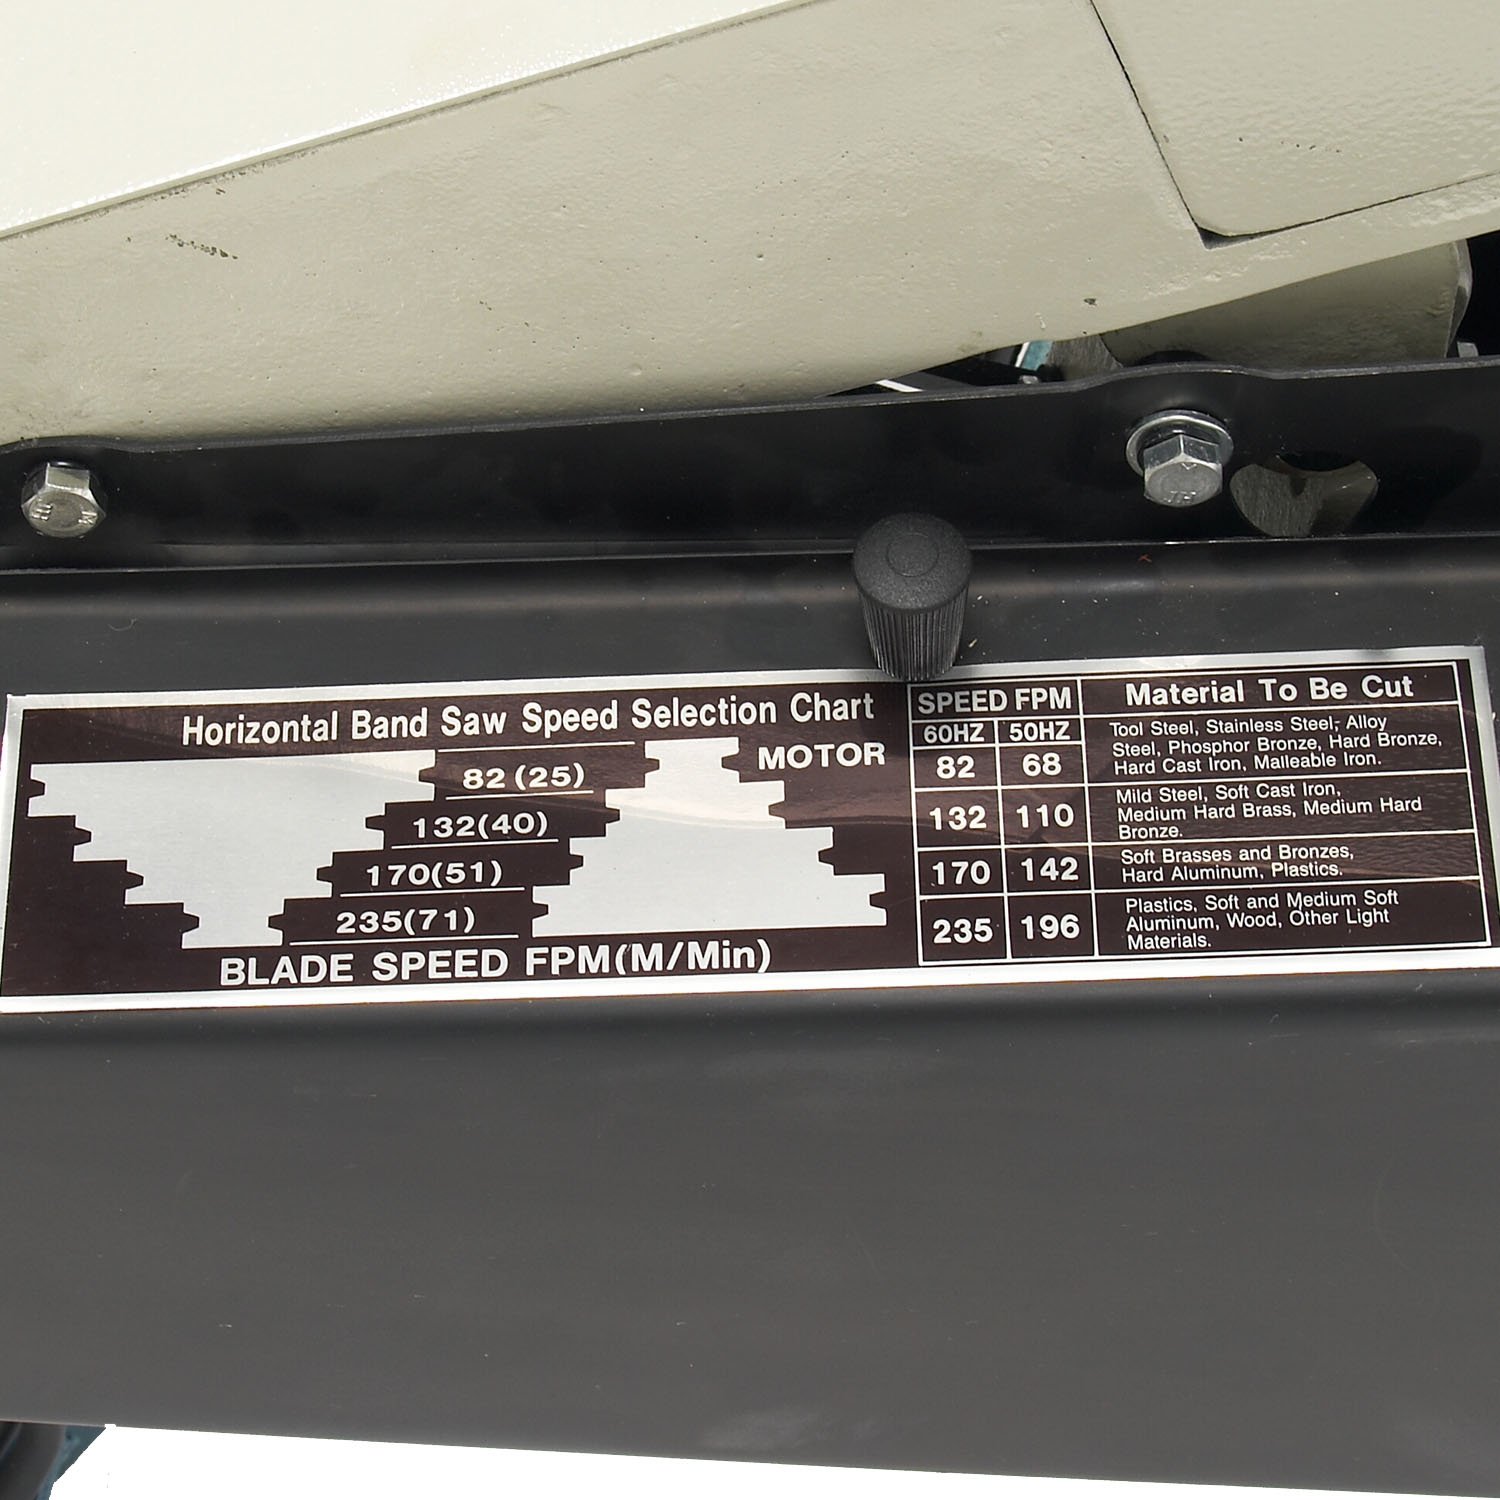 Horizontal Band Saw Speed Selection Chart
MOTOR
82(25)
132(40)
170(51)
235(71)
BLADE SPEED FPM(M/Min)
SPEED FPM
Material To Be Cut
60HZ 50HZ
82 68
Tool Steel, Stainless Steel, Alloy
Steel, Phosphor Bronze, Hard Bronze,
Hard Cast Iron, Malleable Iron.
132 110
Mild Steel, Soft Cast Iron,
Medium Hard Brass, Medium Hard
Bronze.
170 142
Soft Brasses and Bronzes,
Hard Aluminum, Plastics.
235 196
Plastics, Soft and Medium Soft
Aluminum, Wood, Other Light
Materials.